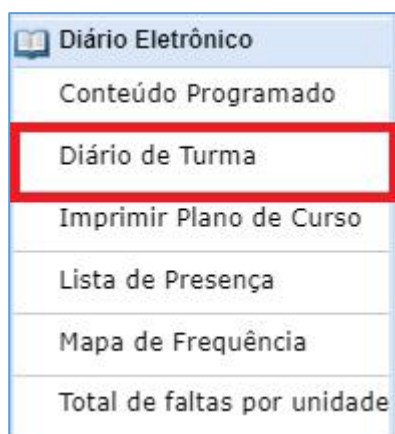 Diário Eletrônico
Conteúdo Programado
Diário de Turma
Imprimir Plano de Curso
Lista de Presença
Mapa de Frequência
Total de faltas por unidade